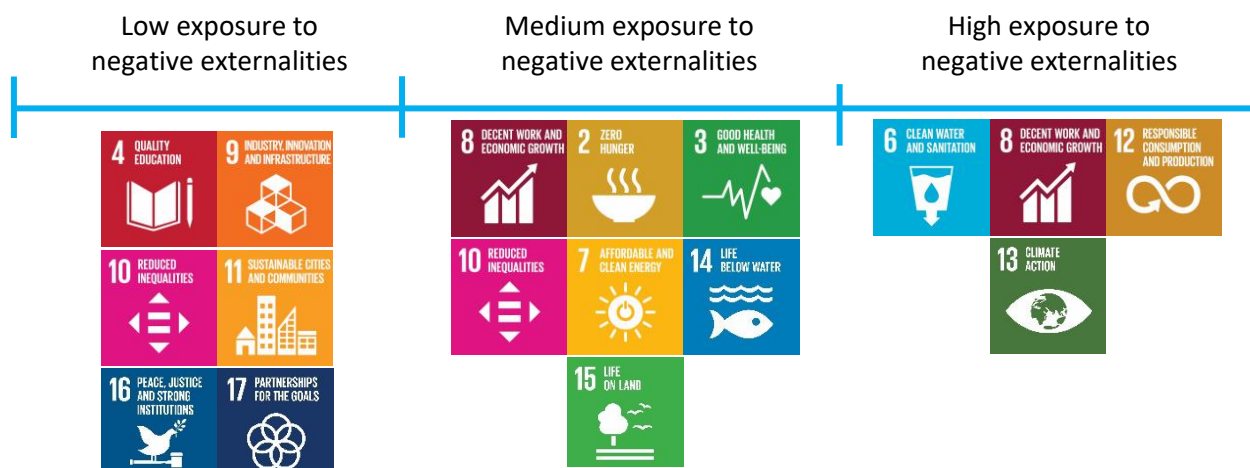 Low exposure to
negative externalities
Medium exposure to
negative externalities
High exposure to
negative externalities
4 QUALITY
EDUCATION
9 INDUSTRY, INNOVATION
AND INFRASTRUCTURE
10 REDUCED
INEQUALITIES
11 SUSTAINABLE CITIES
AND COMMUNITIES
16 PEACE, JUSTICE
AND STRONG
INSTITUTIONS
17 PARTNERSHIPS
FOR THE GOALS
8 DECENT WORK AND
ECONOMIC GROWTH
2 ZERO
HUNGER
3 GOOD HEALTH
AND WELL-BEING
10 REDUCED
INEQUALITIES
7 AFFORDABLE AND
CLEAN ENERGY
14 LIFE
BELOW WATER
15 LIFE
ON LAND
6 CLEAN WATER
AND SANITATION
8 DECENT WORK AND
ECONOMIC GROWTH
12 RESPONSIBLE
CONSUMPTION
AND PRODUCTION
13 CLIMATE
ACTION